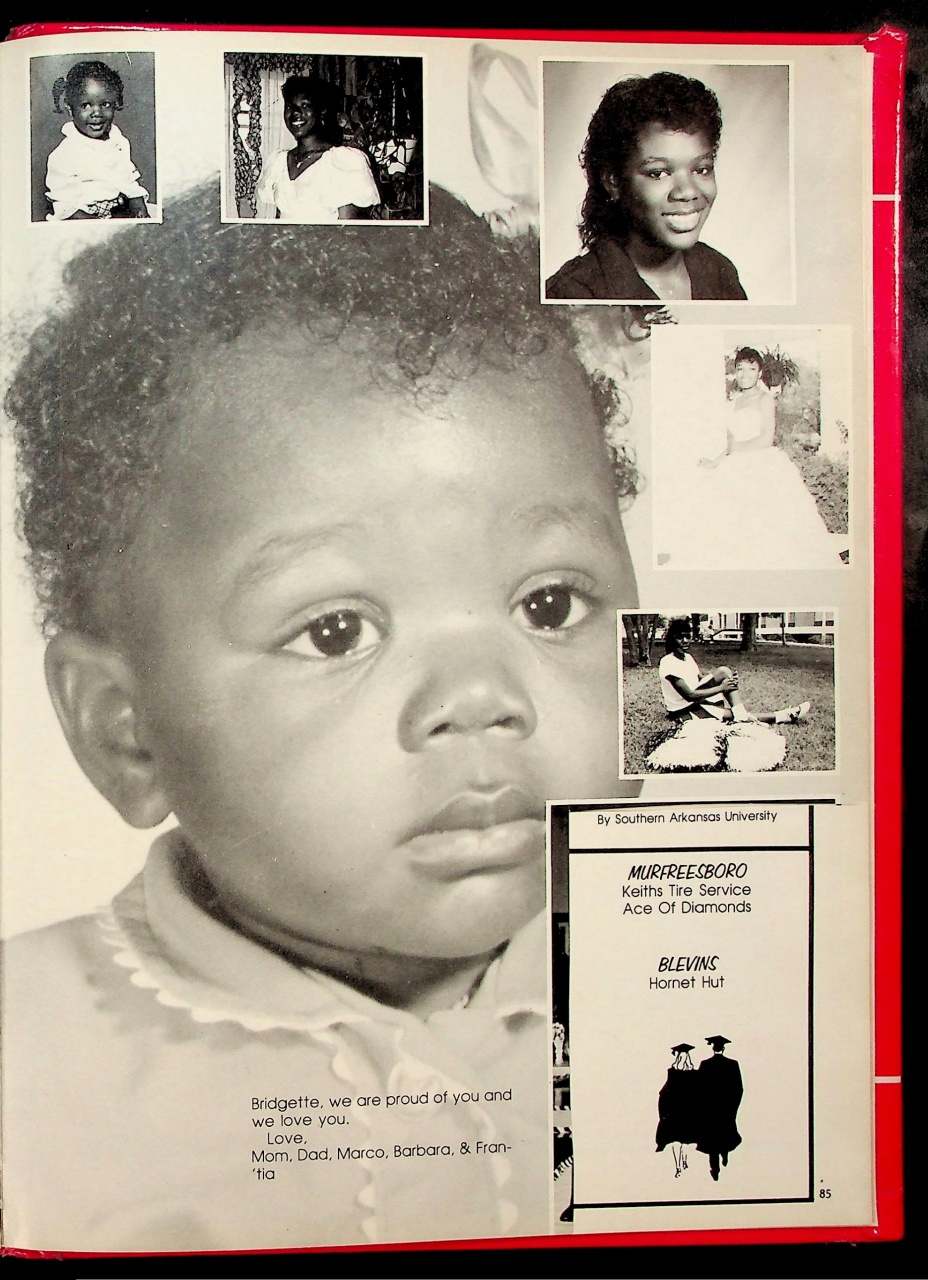 By Southern Arkansas University
MURFREESBORO
Keiths Tire Service
Ace Of Diamonds
BLEVINS
Hornet Hut
Bridgette, we are proud of you and
we love you.
Love,
Mom, Dad, Marco, Barbara, & Fran-
'tia
85